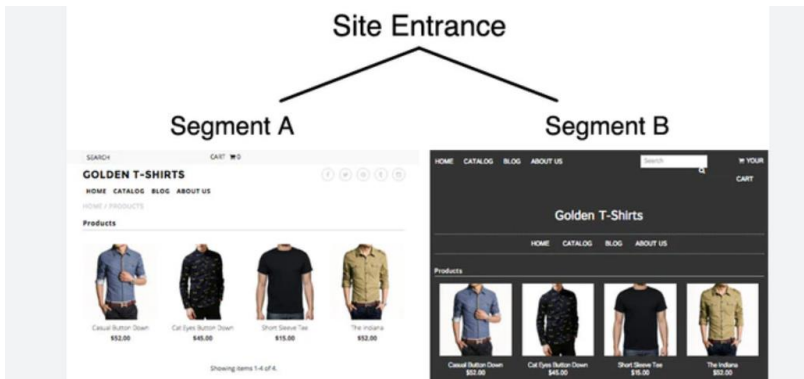 Site Entrance
Segment A
Segment B
SEARCH CART 0
GOLDEN T-SHIRTS
HOME CATALOG BLOG ABOUT US
HOME / PRODUCTS
Products
Casual Button Down
$52.00
Cat Eyes Button Down
$45.00
Short Sleeve Tee
$15.00
The Indiana
$52.00
Showing items 1-4 of 4.
HOME CATALOG BLOG ABOUT US
Search
YOUR
CART
Golden T-Shirts
HOME CATALOG BLOG ABOUT US
Products
Casual Button Down
$52.00
Cat Eyes Button Down
$45.00
Short Sleeve Tee
$15.00
The Indiana
$52.00